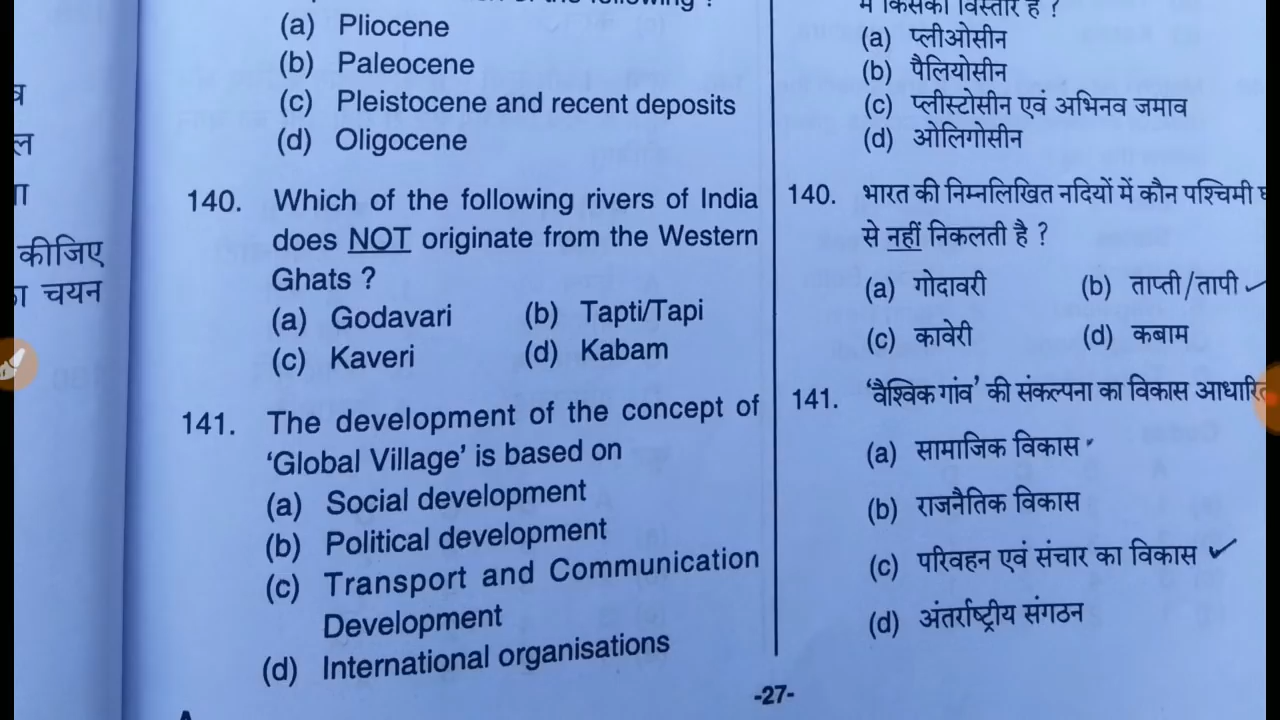 of the following ?
(a) Pliocene
(b) Paleocene
(c) Pleistocene and recent deposits
(d) Oligocene
140. Which of the following rivers of India
does NOT originate from the Western
Ghats ?
(a) Godavari (b) Tapti/Tapi
(c) Kaveri (d) Kabam
141. The development of the concept of
‘Global Village’ is based on
(a) Social development
(b) Political development
(c) Transport and Communication
Development
(d) International organisations
में किसका विस्तार है ?
(a) प्लीओसीन
(b) पैलियोसीन
(c) प्लीस्टोसीन एवं अभिनव जमाव
(d) ओलिगोसीन
140. भारत की निम्नलिखित नदियों में कौन पश्चिमी
से नहीं निकलती है ?
(a) गोदावरी (b) ताप्ती/तापी
(c) कावेरी (d) कबाम
141. ‘वैश्विक गांव’ की संकल्पना का विकास आधारित
(a) सामाजिक विकास
(b) राजनैतिक विकास
(c) परिवहन एवं संचार का विकास
(d) अंतर्राष्ट्रीय संगठन
कीजिए
चयन
-27-